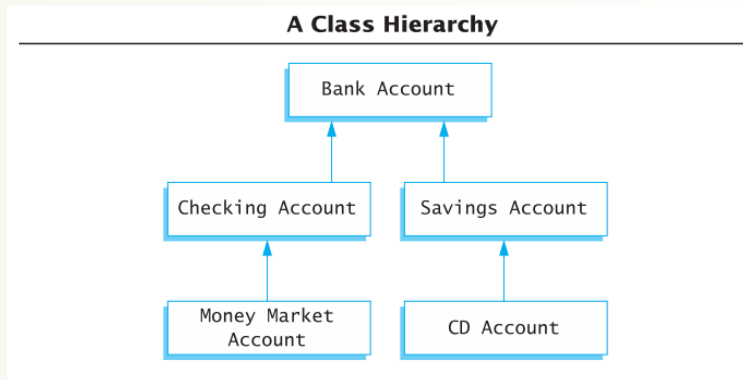 A Class Hierarchy
Bank Account
Checking Account
Savings Account
Money Market
Account
CD Account